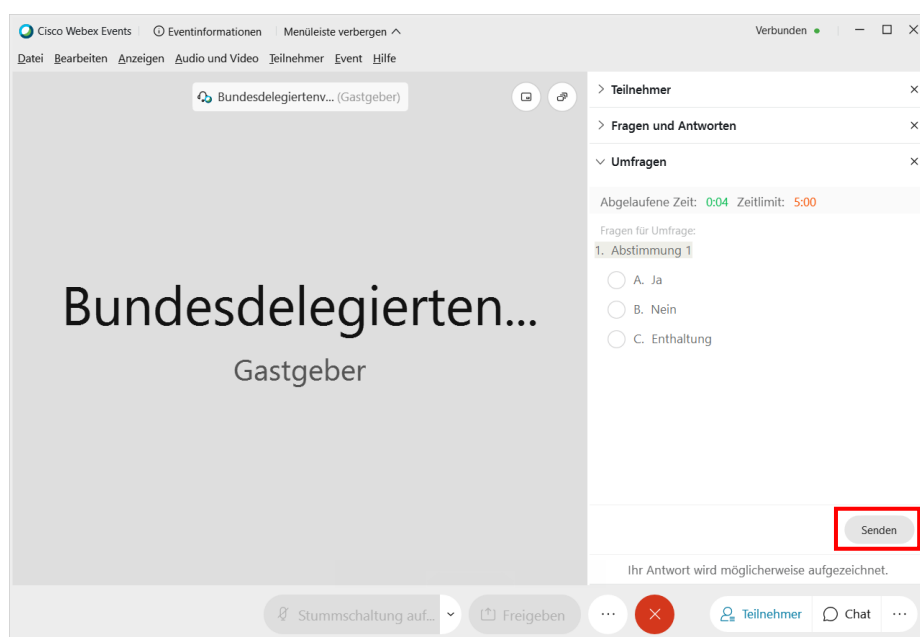 Cisco Webex Events Eventinformationen Menüleiste verbergen Verbunden
Datei Bearbeiten Anzeigen Audio und Video Teilnehmer Event Hilfe
Bundesdelegiertenv... (Gastgeber)
Bundesdelegierten...
Gastgeber
Teilnehmer
Fragen und Antworten
Umfragen
Abgelaufene Zeit: 0:04 Zeitlimit: 5:00
Fragen für Umfrage:
1. Abstimmung 1
A. Ja
B. Nein
C. Enthaltung
Senden
Ihr Antwort wird möglicherweise aufgezeichnet.
Stummschaltung auf... Freigeben ... Teilnehmer Chat ...